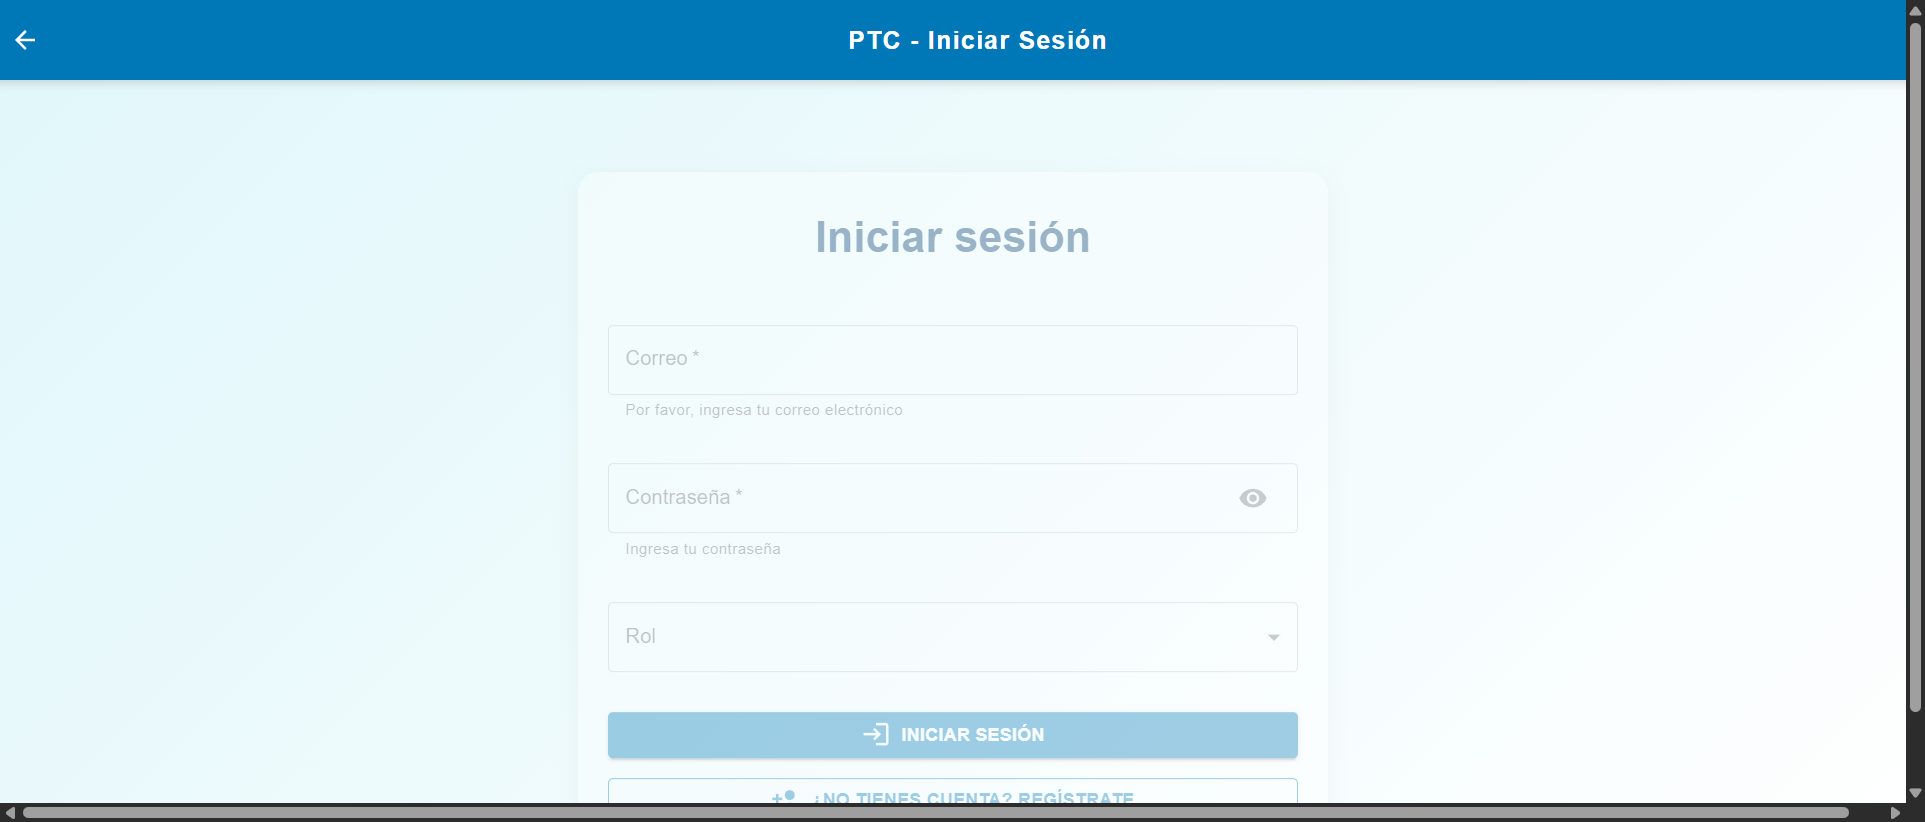 PTC - Iniciar Sesión
Iniciar sesión
Correo *
Por favor, ingresa tu correo electrónico
Contraseña *
Ingresa tu contraseña
Rol
INICIAR SESIÓN
¿NO TIENES CUENTA? REGÍSTRATE